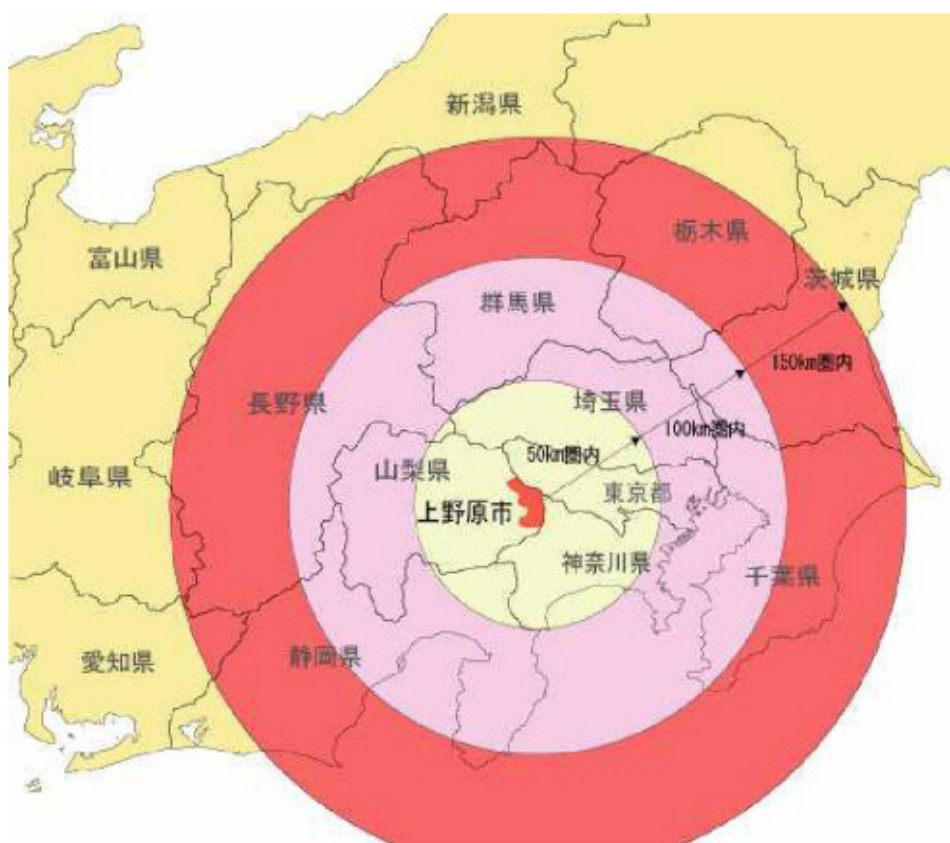 新潟県
栃木県
富山県
茨城県
群馬県
150km圏内
長野県
埼玉県
100km圏内
50km圏内
岐阜県
山梨県
東京都
上野原市
神奈川県
千葉県
愛知県
静岡県